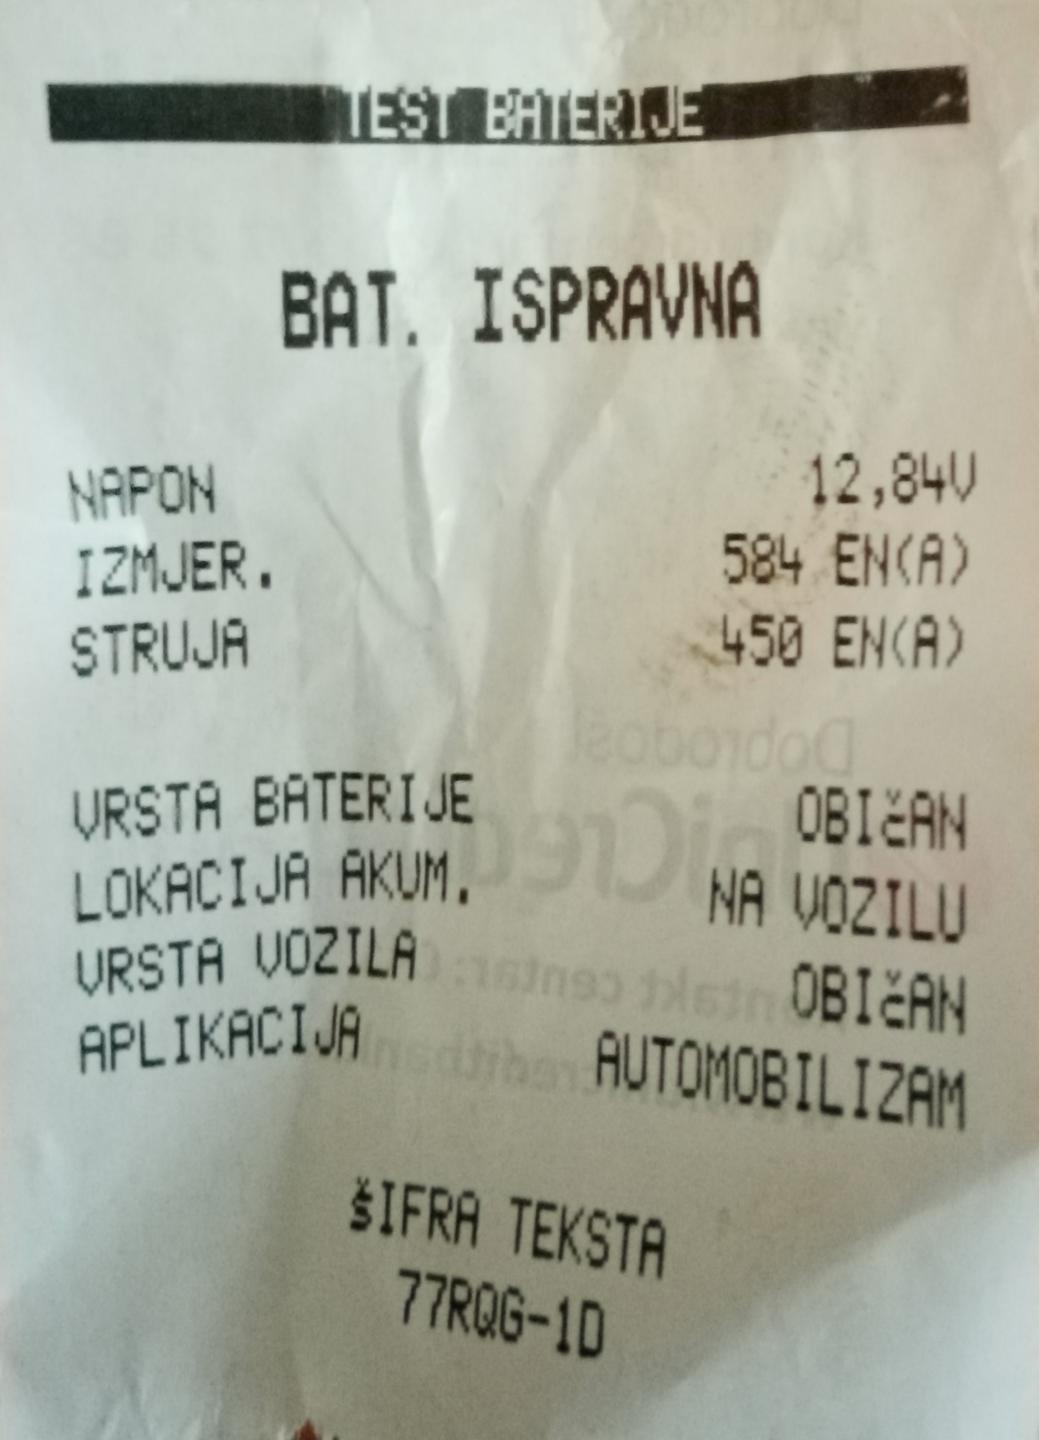 TEST BATERIJE
BAT. ISPRAVNA
NAPON 12,84V
IZMJER. 584 EN(A)
STRUJA 450 EN(A)
VRSTA BATERIJE OBIčAN
LOKACIJA AKUM. NA VOZILU
VRSTA VOZILA OBIčAN
APLIKACIJA AUTOMOBILIZAM
šIFRA TEKSTA
77RQG-1D